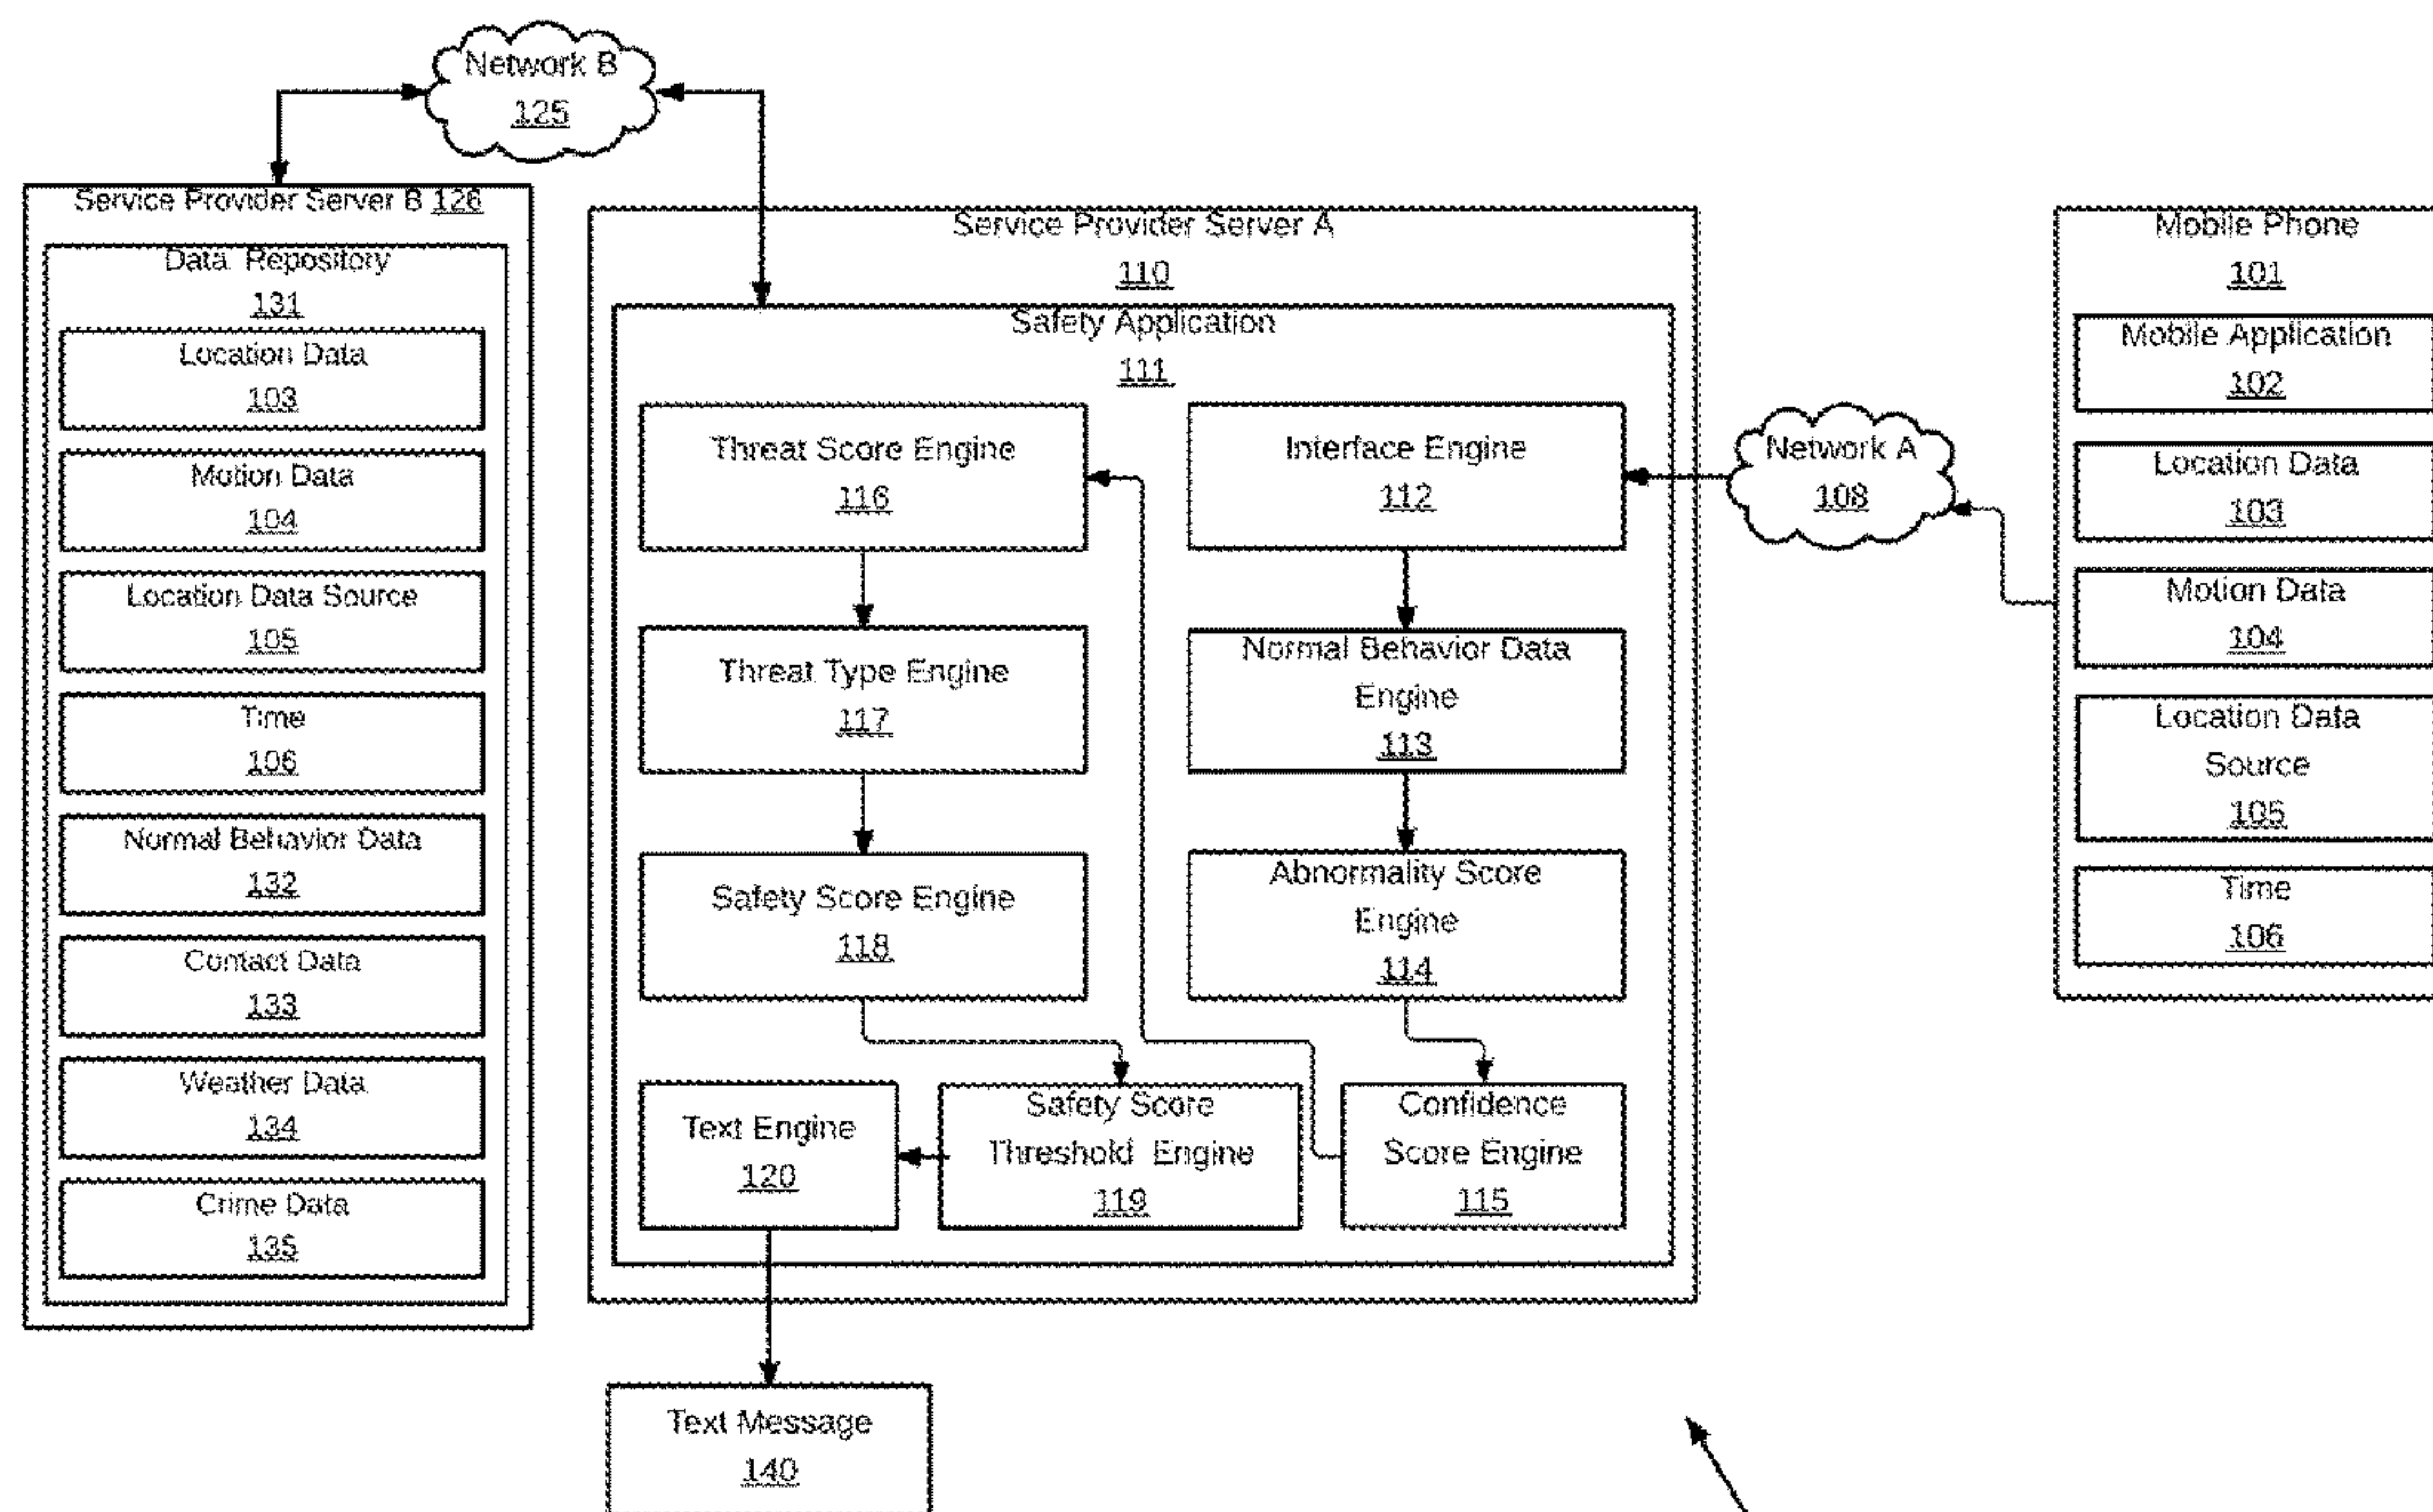 Network B
125
Service Provider Server B 126
Data Repository
131
Location Data
103
Motion Data
104
Location Data Source
105
Time
106
Normal Behavior Data
132
Contact Data
133
Weather Data
134
Crime Data
135
Service Provider Server A
110
Safety Application
111
Threat Score Engine
116
Threat Type Engine
117
Safety Score Engine
118
Text Engine
120
Safety Score
Threshold Engine
119
Interface Engine
112
Normal Behavior Data
Engine
113
Abnormality Score
Engine
114
Confidence
Score Engine
115
Text Message
140
Network A
108
Mobile Phone
101
Mobile Application
102
Location Data
103
Motion Data
104
Location Data
Source
105
Time
106